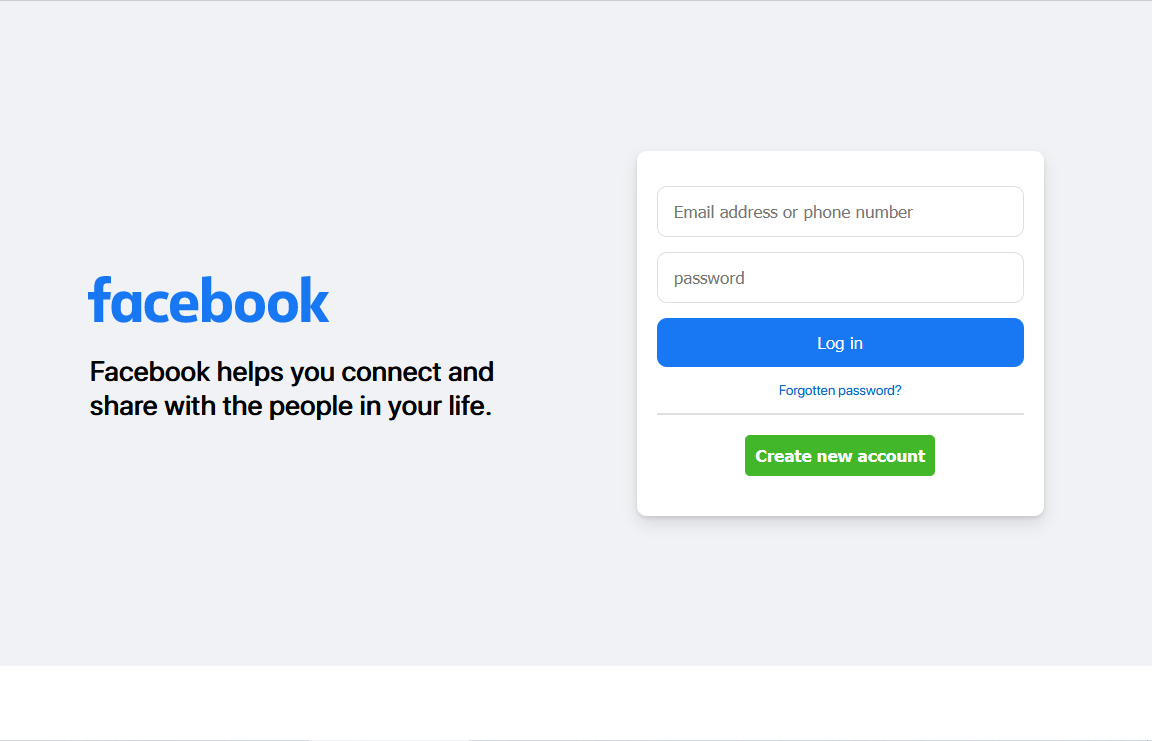 facebook
Facebook helps you connect and
share with the people in your life.
Email address or phone number
password
Log in
Forgotten password?
Create new account